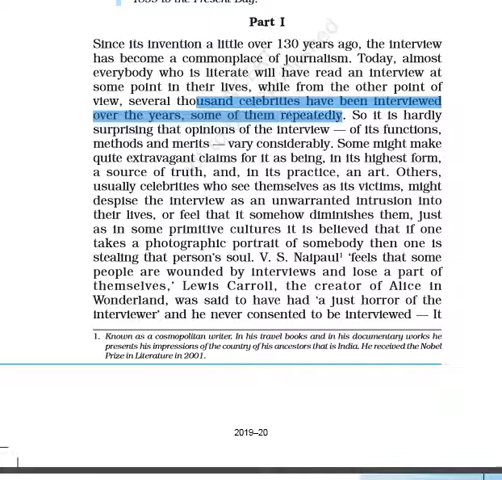 1895 to the Present Day.
Part I
Since its invention a little over 130 years ago, the interview
has become a commonplace of journalism. Today, almost
everybody who is literate will have read an interview at
some point in their lives, while from the other point of
view, several thousand celebrities have been interviewed
over the years, some of them repeatedly. So it is hardly
surprising that opinions of the interview — of its functions,
methods and merits — vary considerably. Some might make
quite extravagant claims for it as being, in its highest form,
a source of truth, and, in its practice, an art. Others,
usually celebrities who see themselves as its victims, might
despise the interview as an unwarranted intrusion into
their lives, or feel that it somehow diminishes them, just
as in some primitive cultures it is believed that if one
takes a photographic portrait of somebody then one is
stealing that person's soul. V. S. Naipaul¹ 'feels that some
people are wounded by interviews and lose a part of
themselves,' Lewis Carroll, the creator of Alice in
Wonderland, was said to have had 'a just horror of the
interviewer' and he never consented to be interviewed — It
1. Known as a cosmopolitan writer. In his travel books and in his documentary works he
presents his impressions of the country of his ancestors that is India. He received the Nobel
Prize in Literature in 2001.
2019–20